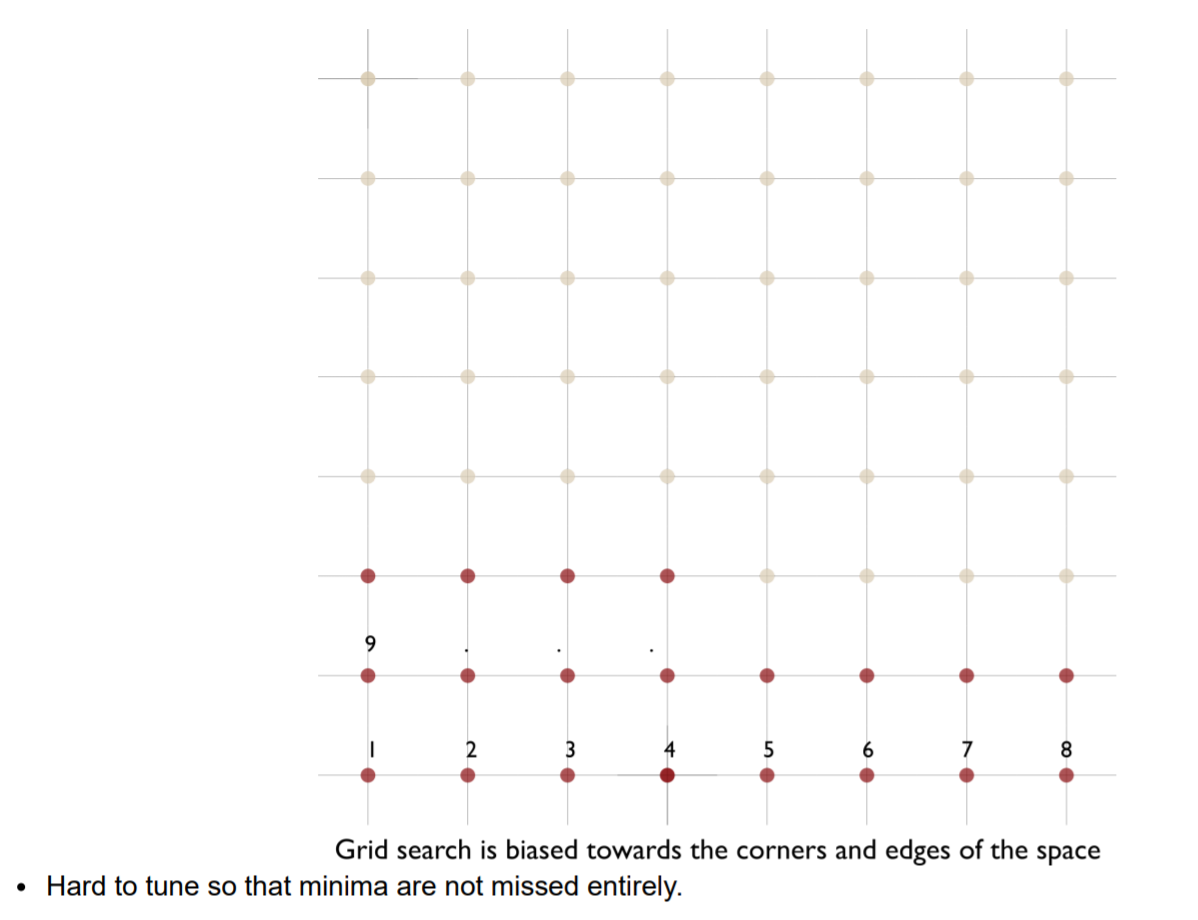 9 . . .
1 2 3 4 5 6 7 8
Grid search is biased towards the corners and edges of the space
• Hard to tune so that minima are not missed entirely.